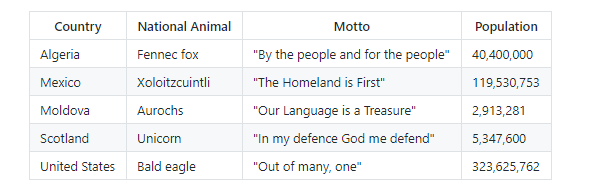 Country National Animal Motto Population
Algeria Fennec fox "By the people and for the people" 40,400,000
Mexico Xoloitzcuintli "The Homeland is First" 119,530,753
Moldova Aurochs "Our Language is a Treasure" 2,913,281
Scotland Unicorn "In my defence God me defend" 5,347,600
United States Bald eagle "Out of many, one" 323,625,762